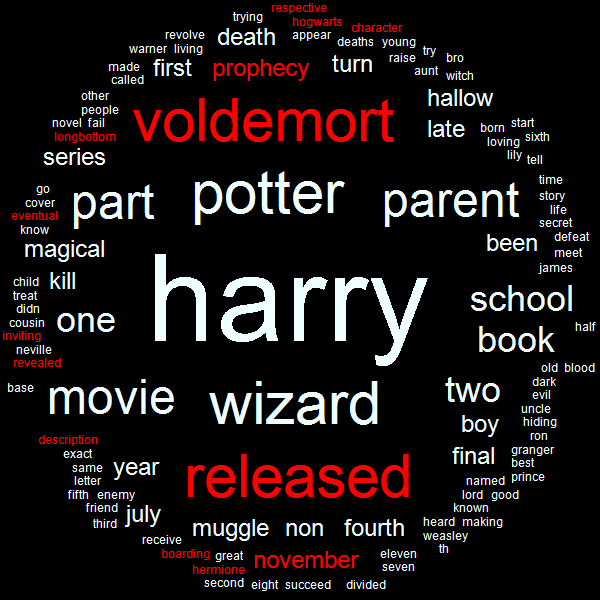 respective
trying hogwarts
revolve death appear character
warner living deaths young
made first prophecy turn raise try bro
called aunt witch
other hallow
people voldemort
novel fail late born start
longbottom loving sixth
series lily tell
go part potter parent time
cover story
eventual life
know secret
magical been defeat
meet
child kill harry james
treat school
didn
cousin one book half
inviting
neville
revealed
old blood
base movie wizard two dark
evil
uncle
boy hiding
description ron
exact final granger
same year released best
letter named prince
fifth enemy lord good
friend july known
third muggle non fourth heard making
receive weasley
th
boarding great november eleven
hermione seven
second eight succeed divided